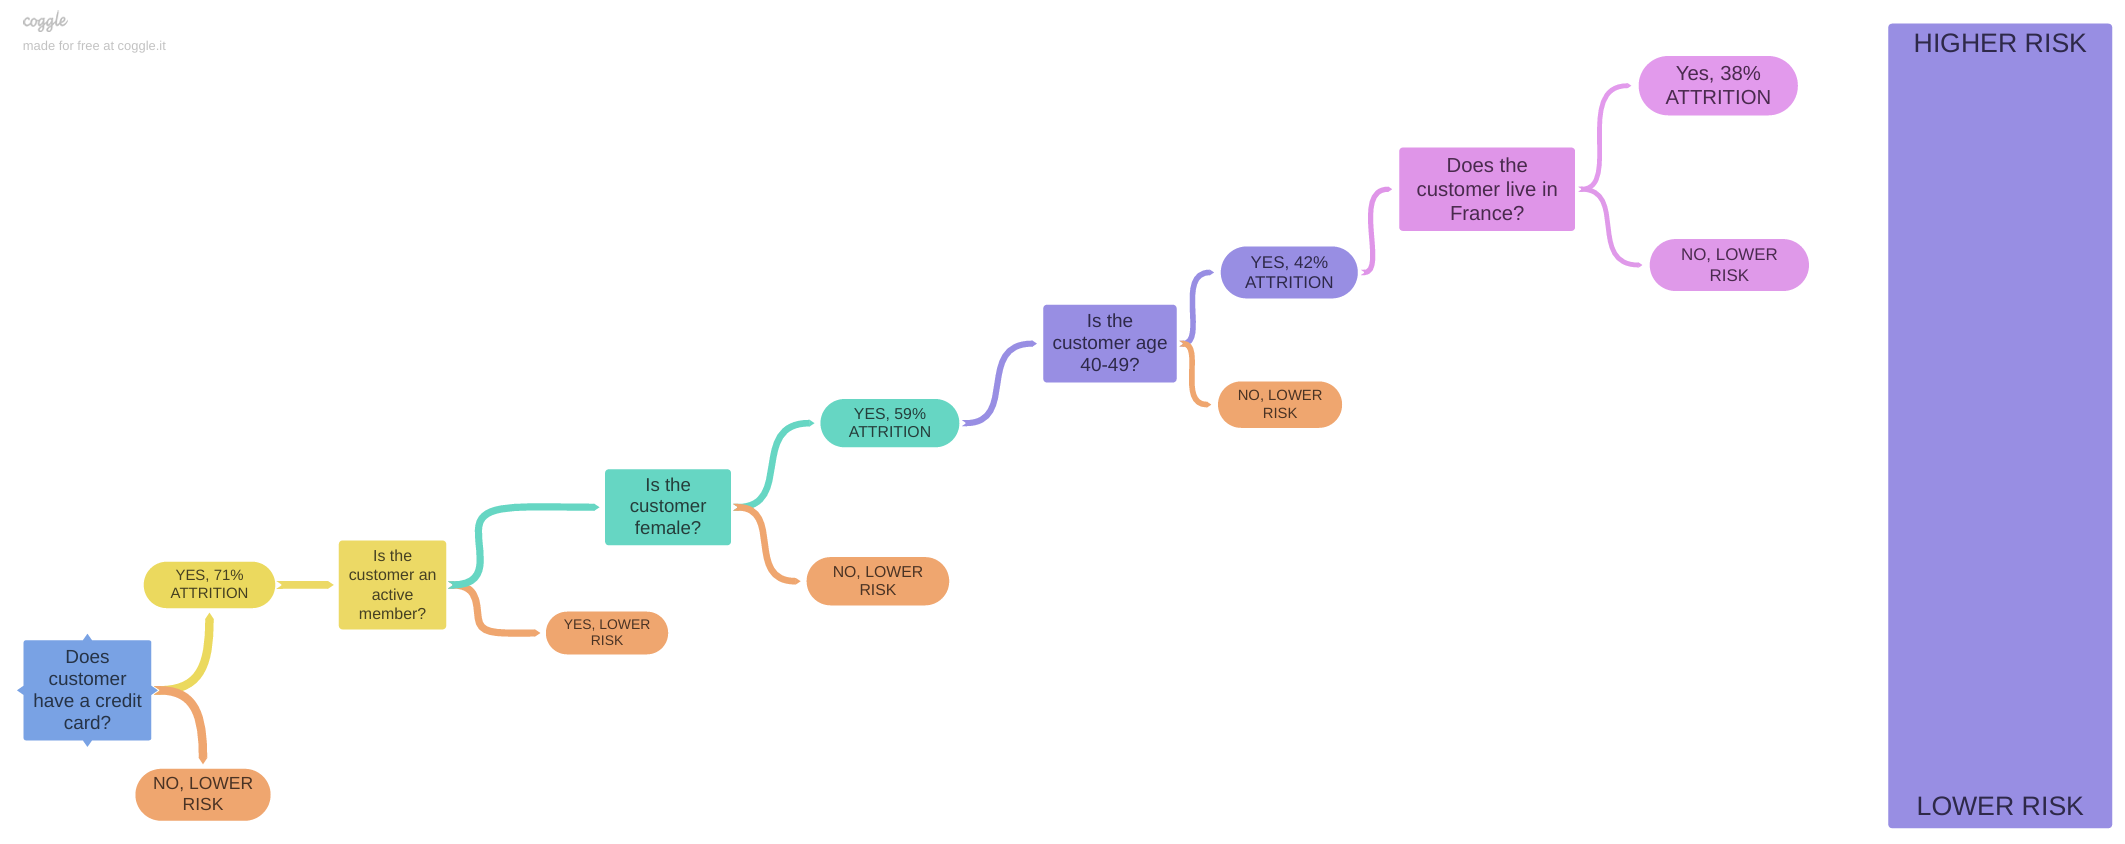 coggle
made for free at coggle.it
HIGHER RISK
Yes, 38%
ATTRITION
Does the
customer live in
France?
NO, LOWER
RISK
YES, 42%
ATTRITION
Is the
customer age
40-49?
NO, LOWER
RISK
YES, 59%
ATTRITION
Is the
customer
female?
NO, LOWER
RISK
YES, 71%
ATTRITION
Is the
customer an
active
member?
YES, LOWER
RISK
Does
customer
have a credit
card?
NO, LOWER
RISK
LOWER RISK